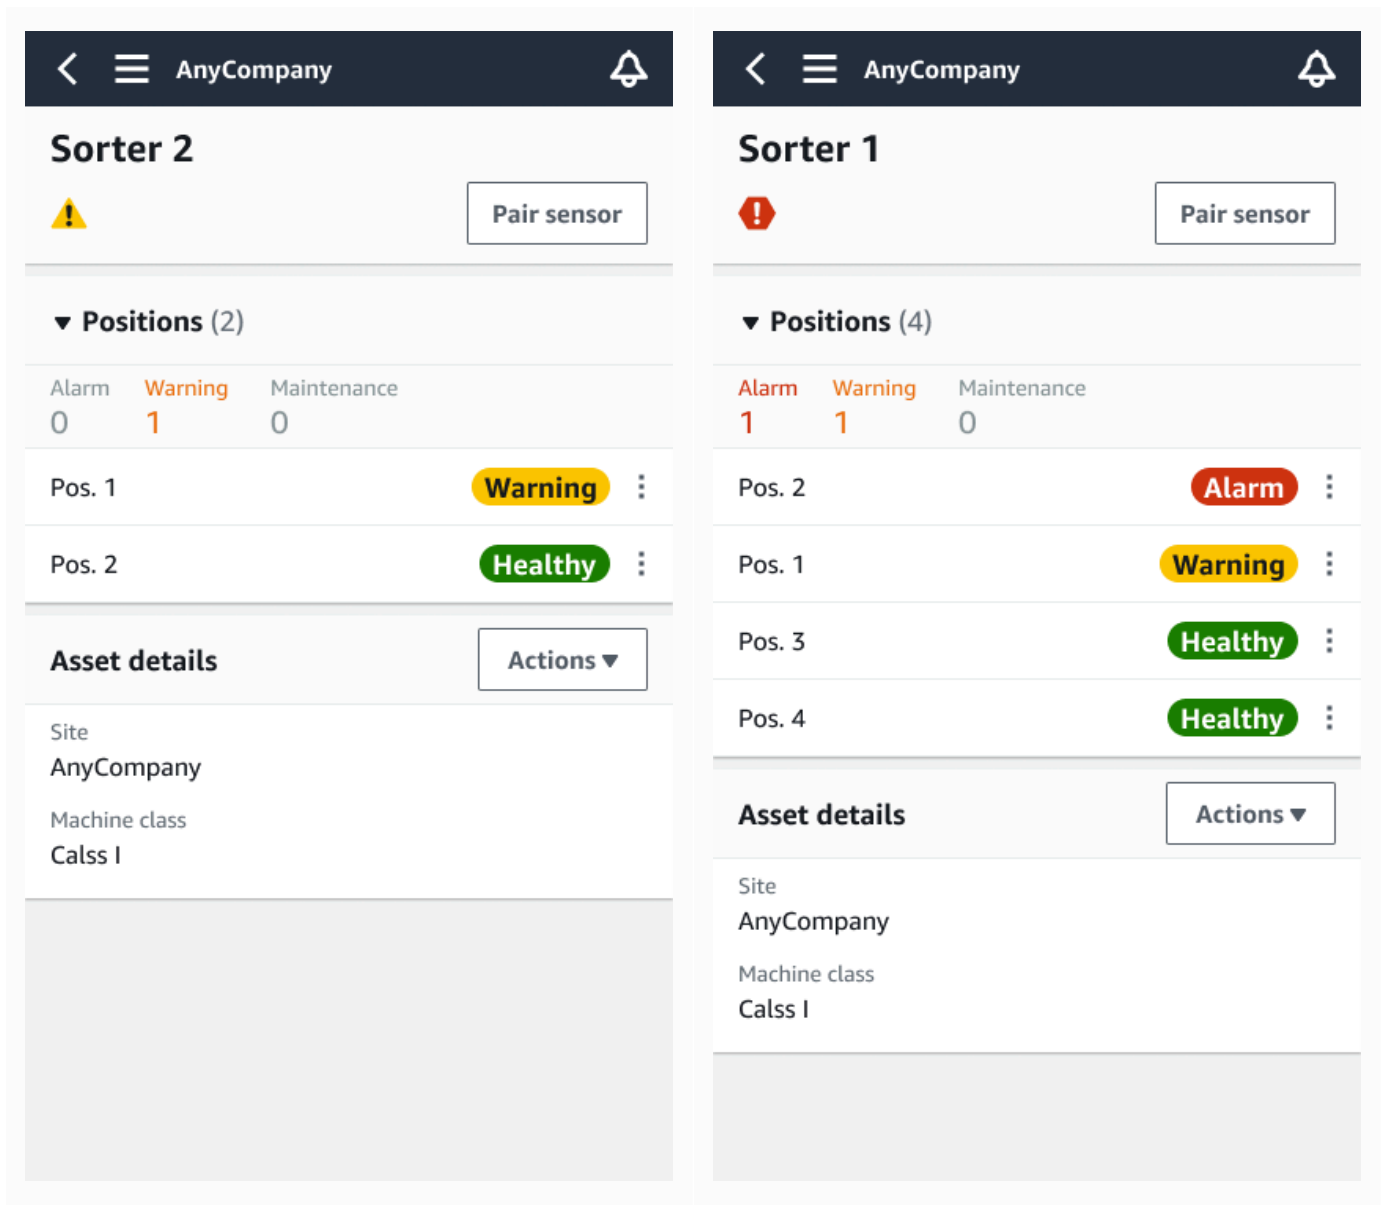 AnyCompany
Sorter 2
Pair sensor
Positions (2)
Alarm Warning Maintenance
0 1 0
Pos. 1 Warning
Pos. 2 Healthy
Asset details Actions
Site
AnyCompany
Machine class
Calss I
AnyCompany
Sorter 1
Pair sensor
Positions (4)
Alarm Warning Maintenance
1 1 0
Pos. 2 Alarm
Pos. 1 Warning
Pos. 3 Healthy
Pos. 4 Healthy
Asset details Actions
Site
AnyCompany
Machine class
Calss I